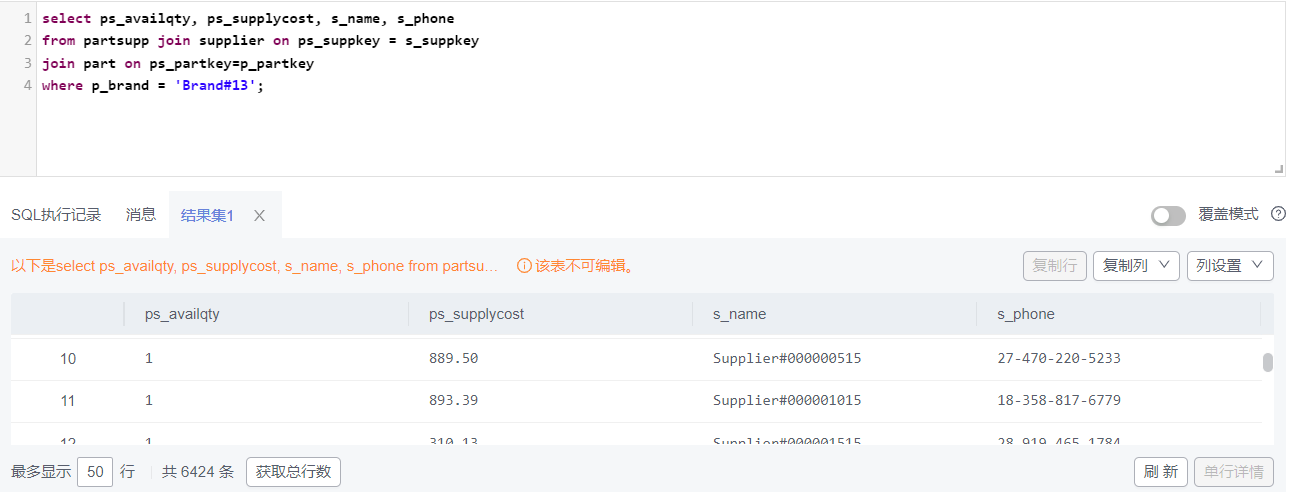 1 select ps_availqty, ps_supplycost, s_name, s_phone
2 from partsupp join supplier on ps_suppkey = s_suppkey
3 join part on ps_partkey=p_partkey
4 where p_brand = 'Brand#13';
SQL执行记录 消息 结果集1 覆盖模式
以下是select ps_availqty, ps_supplycost, s_name, s_phone from partsu... 该表不可编辑。 复制行 复制列 列设置
ps_availqty ps_supplycost s_name s_phone
10 1 889.50 Supplier#000000515 27-470-220-5233
11 1 893.39 Supplier#000001015 18-358-817-6779
12 1 310.13 Supplier#000001515 28-919-465-1784
最多显示 50 行 共 6424 条 获取总行数 刷 新 单行详情